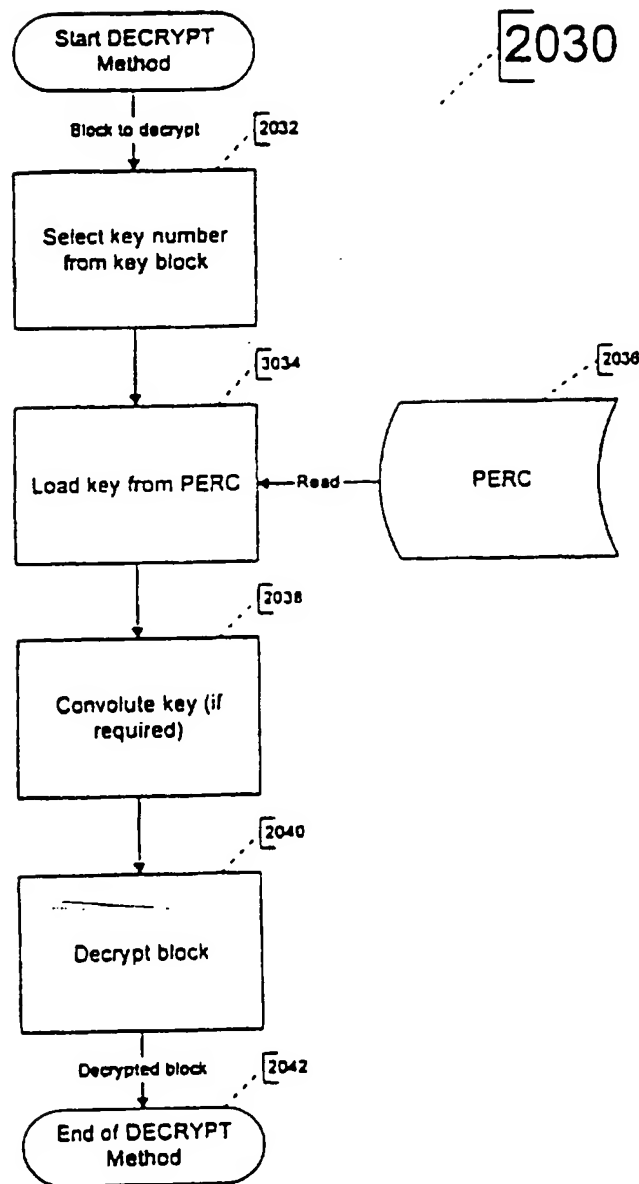 Start DECRYPT
Method
2030
Block to decrypt
2032
Select key number
from key block
3034
2036
Load key from PERC
Read
PERC
2038
Convolute key (if
required)
2040
Decrypt block
Decrypted block
2042
End of DECRYPT
Method